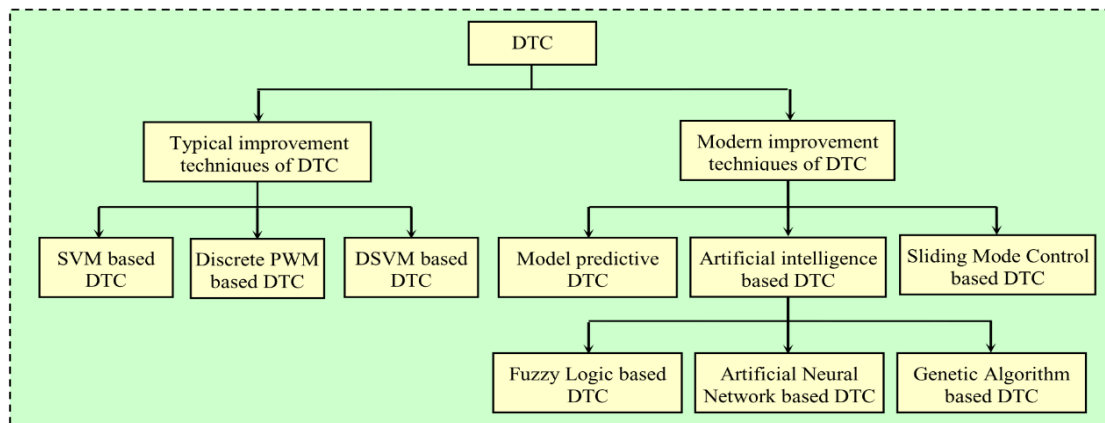 DTC
Typical improvement
techniques of DTC
Modern improvement
techniques of DTC
SVM based
DTC
Discrete PWM
based DTC
DSVM based
DTC
Model predictive
DTC
Artificial intelligence
based DTC
Sliding Mode Control
based DTC
Fuzzy Logic based
DTC
Artificial Neural
Network based DTC
Genetic Algorithm
based DTC